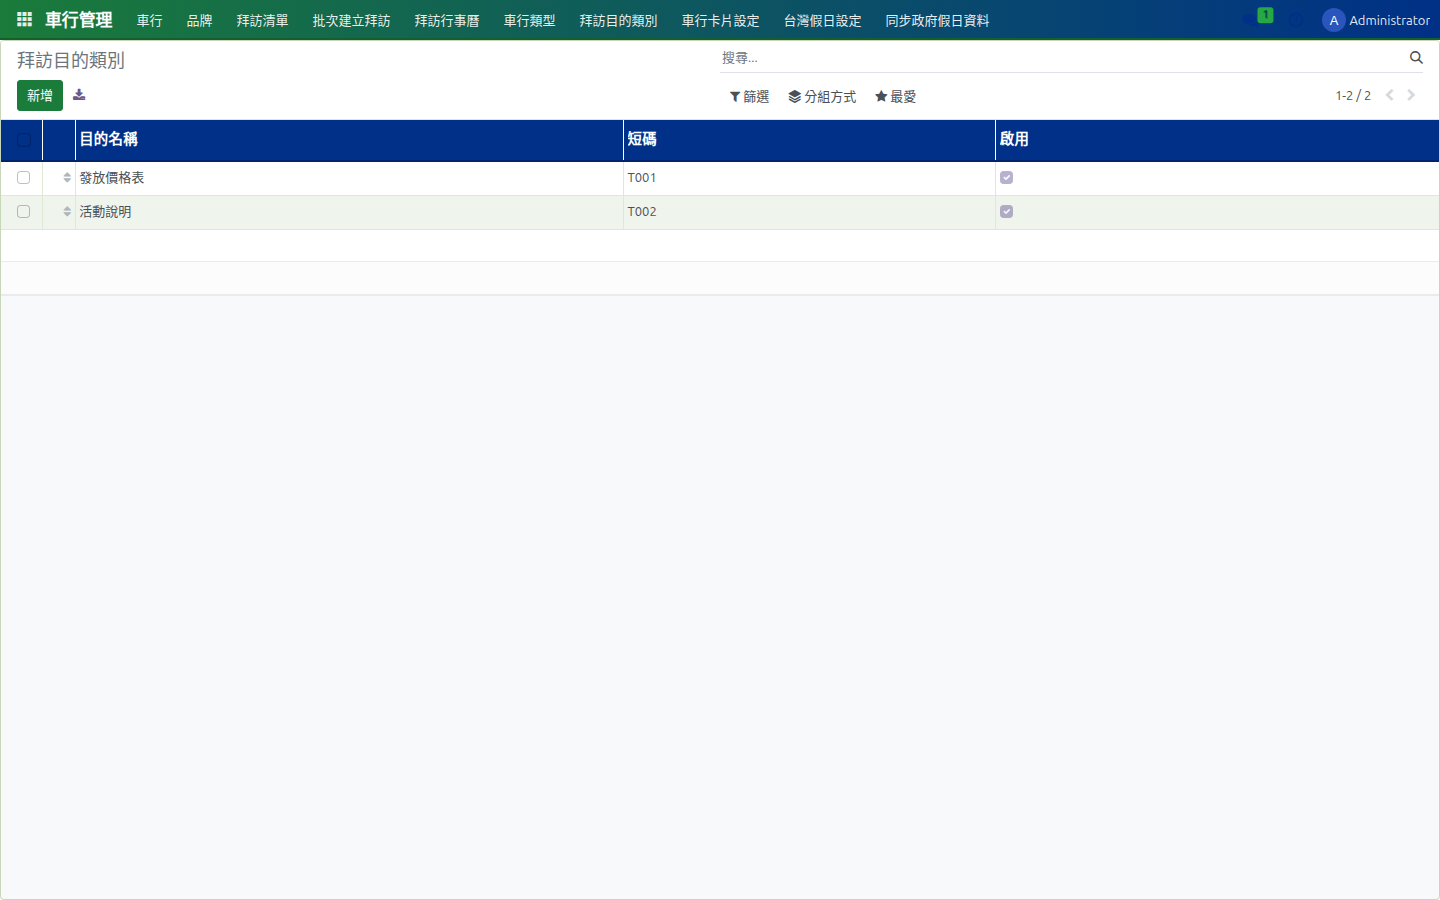 車行管理 車行 品牌 拜訪清單 批次建立拜訪 拜訪行事曆 車行類型 拜訪目的類別 車行卡片設定 台灣假日設定 同步政府假日資料 1 A Administrator
拜訪目的類別 搜尋...
新增 篩選 分組方式 最愛 1-2 / 2
目的名稱 短碼 啟用
發放價格表 T001
活動說明 T002